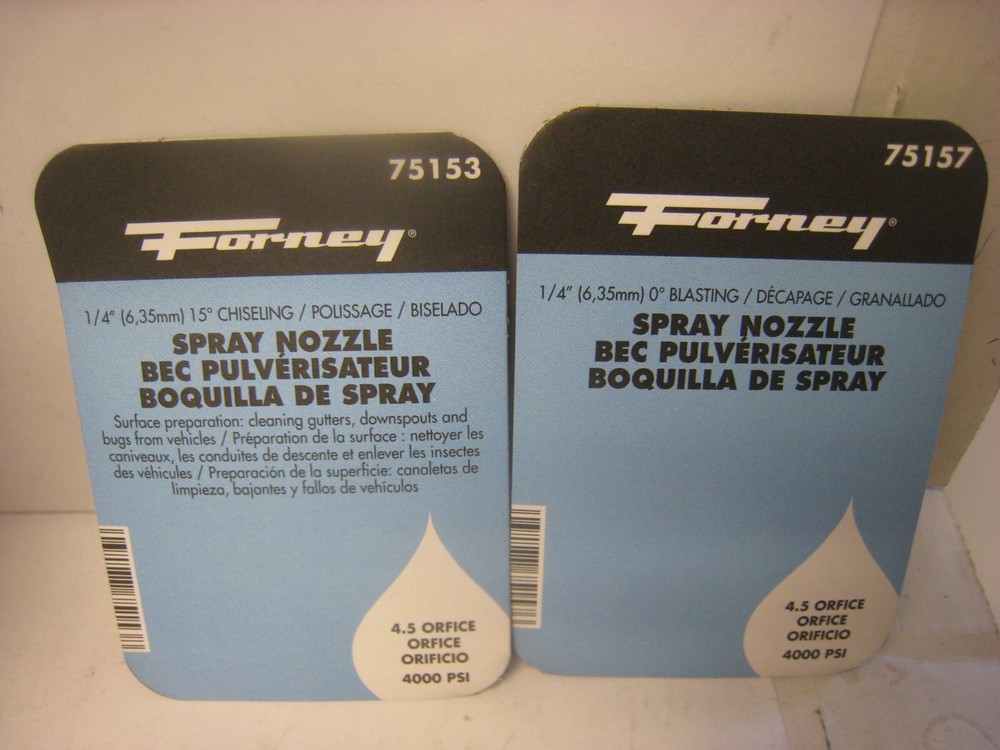 75153
Forney®
1/4" (6,35mm) 15° CHISELING / POLISSAGE / BISELADO
SPRAY NOZZLE
BEC PULVÉRISATEUR
BOQUILLA DE SPRAY
Surface preparation: cleaning gutters, downspouts and
bugs from vehicles / Préparation de la surface : nettoyer les
caniveaux, les conduites de descente et enlever les insectes
des véhicules / Preparación de la superficie: canaletas de
limpieza, bajantes y fallos de vehículos
4.5 ORFICE
ORFICE
ORIFICIO
4000 PSI
75157
Forney®
1/4" (6,35mm) 0° BLASTING / DÉCAPAGE / GRANALLADO
SPRAY NOZZLE
BEC PULVÉRISATEUR
BOQUILLA DE SPRAY
4.5 ORFICE
ORFICE
ORIFICIO
4000 PSI